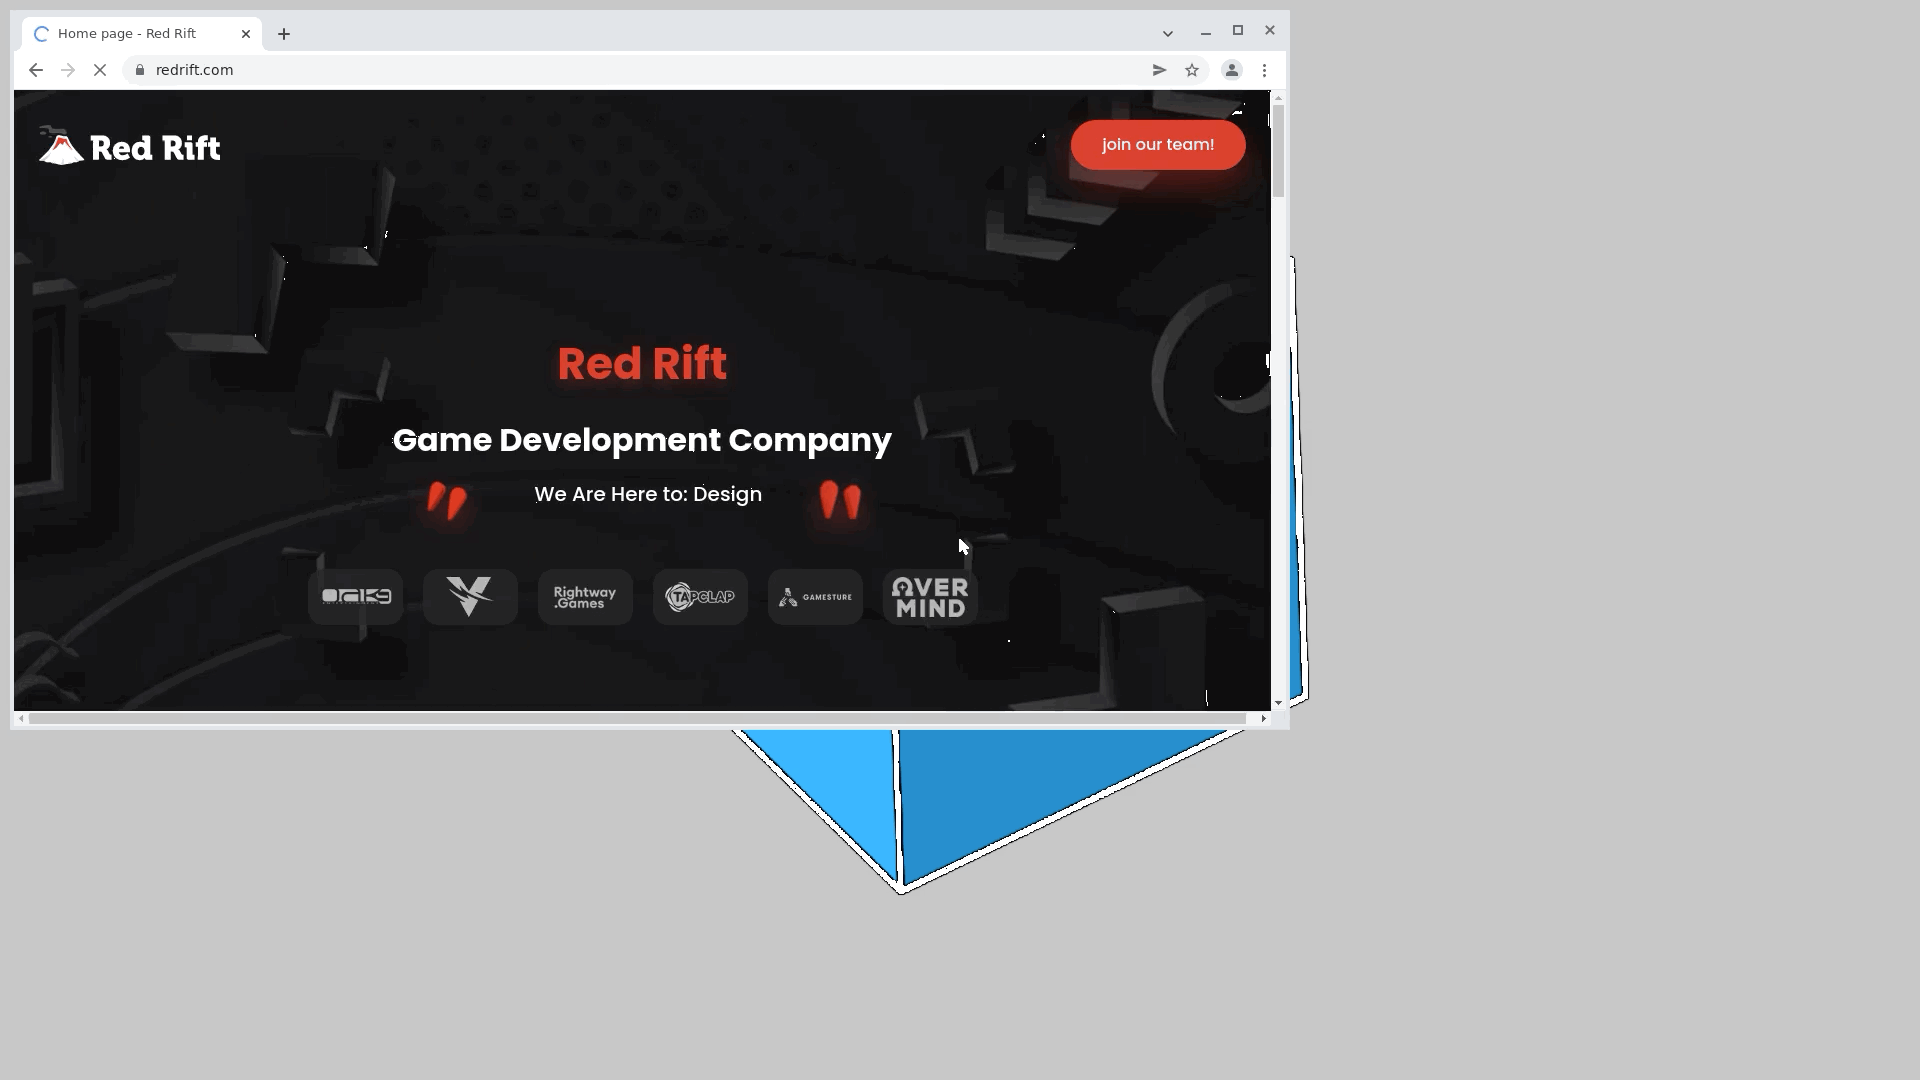 Home page - Red Rift
redrift.com
Red Rift
join our team!
Red Rift
Game Development Company
We Are Here to: Design
Rightway
.Games
TAPCLAP
GAMESTURE
OVER
MIND